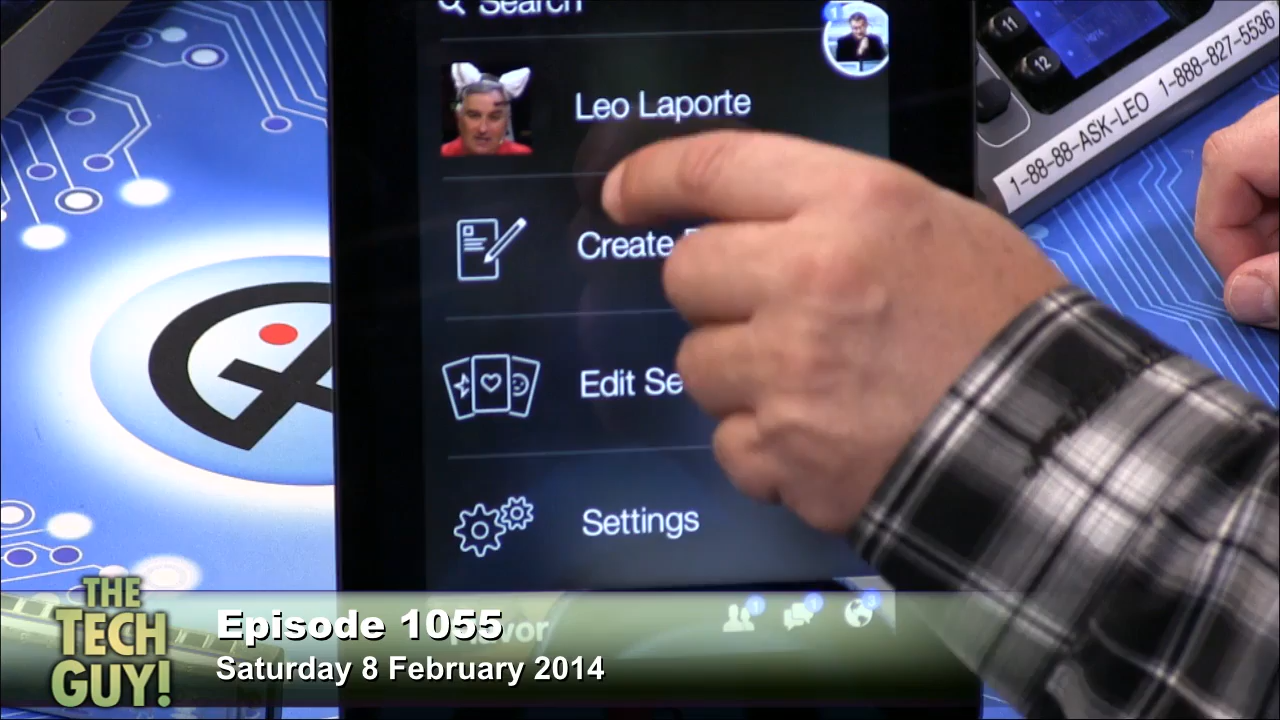 Search
Leo Laporte
Create
Edit Se
Settings
11
12
1-88-88-ASK-LEO 1-888-827-5536
THE
TECH
GUY!
Episode 1055
Saturday 8 February 2014